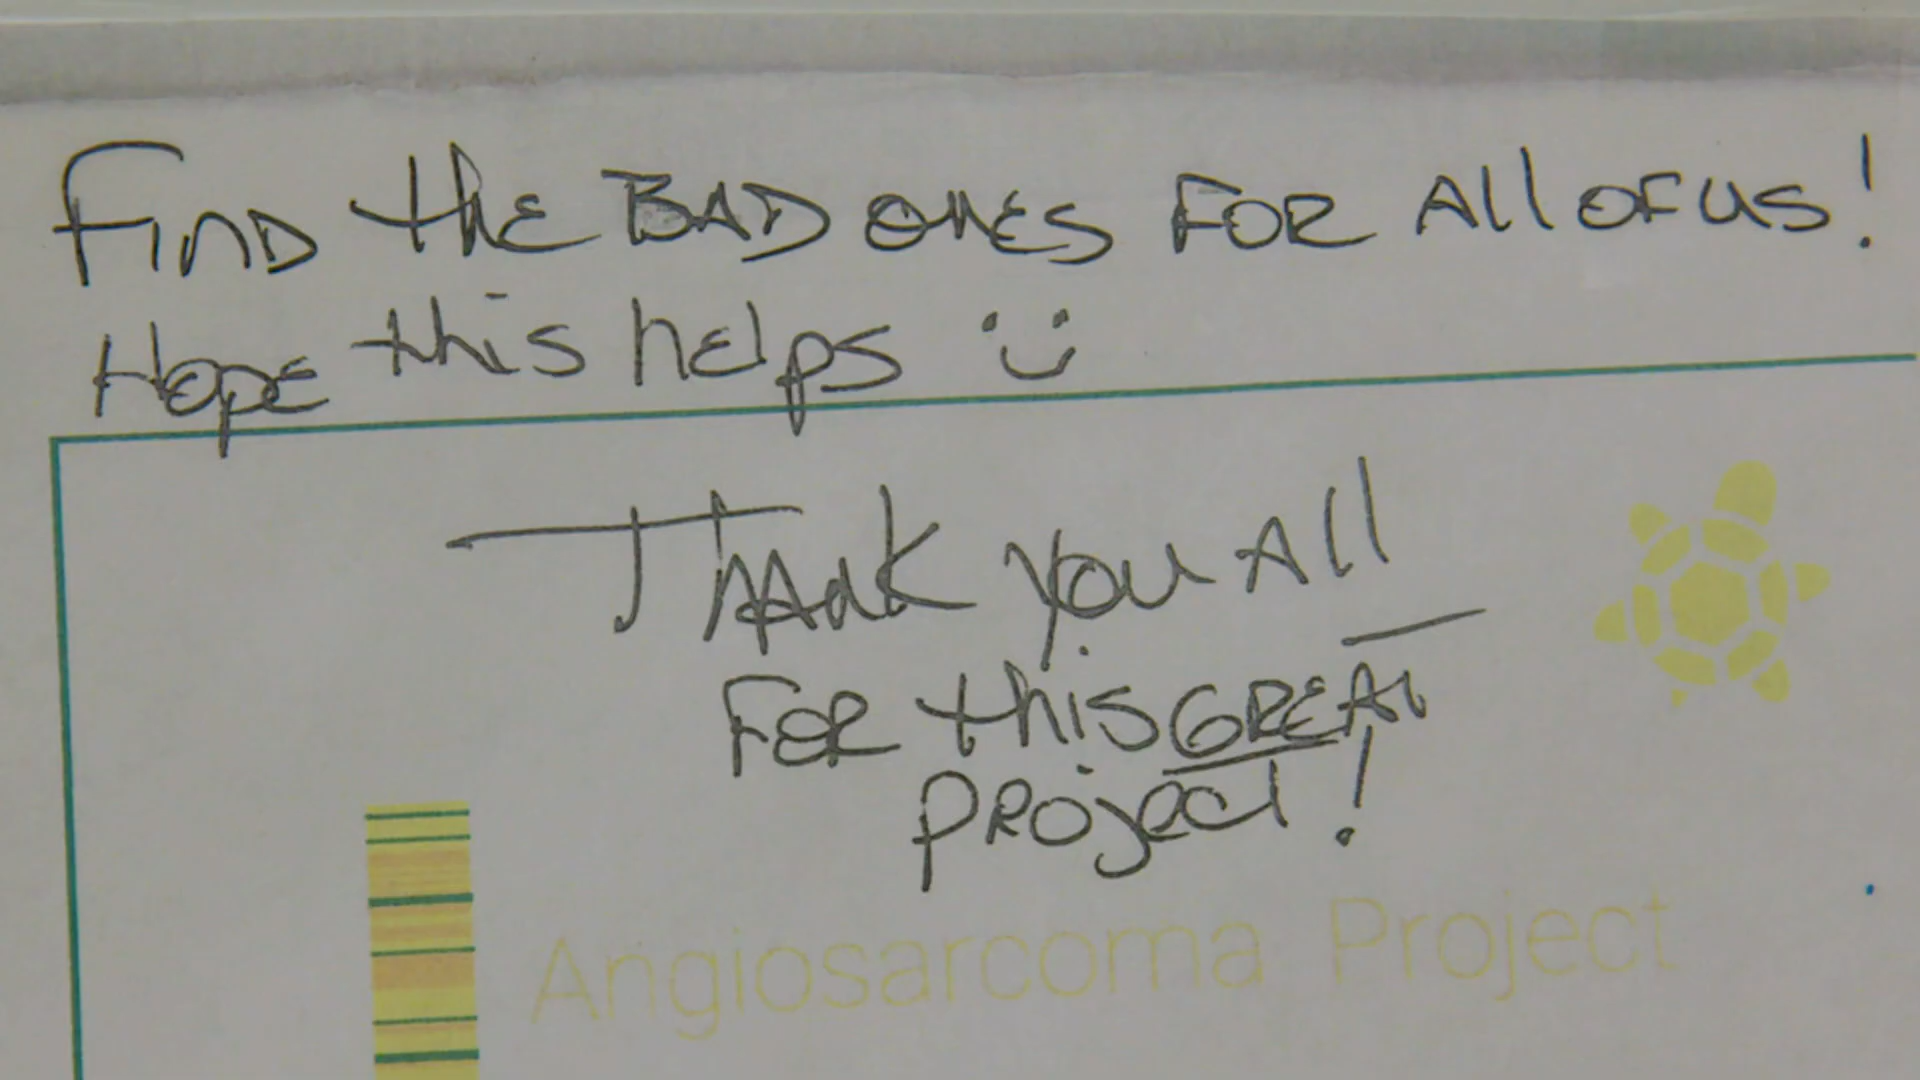 FIND the BAD ONES FOR All OF US!
Hope this helps :)
THANK You All
FOR this GREAT
PROJECT!
Angiosarcoma Project